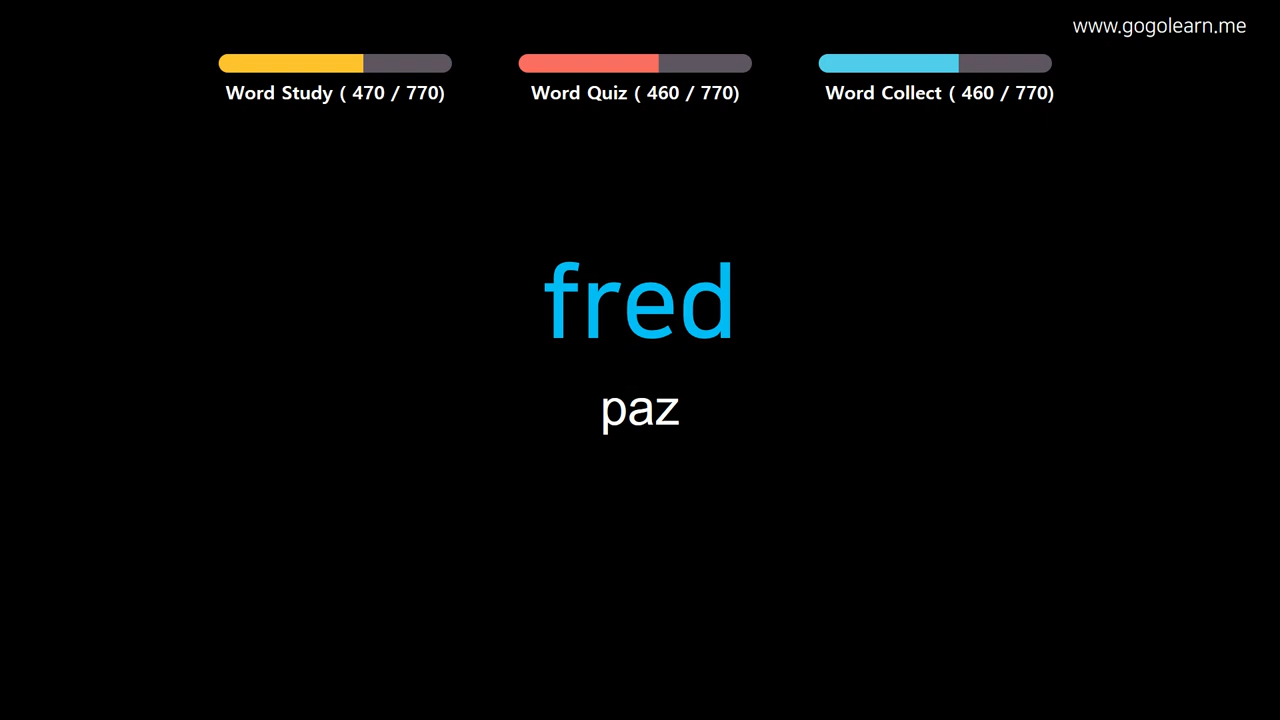 www.gogolearn.me
Word Study ( 470 / 770)
Word Quiz ( 460 / 770)
Word Collect ( 460 / 770)
fred
paz